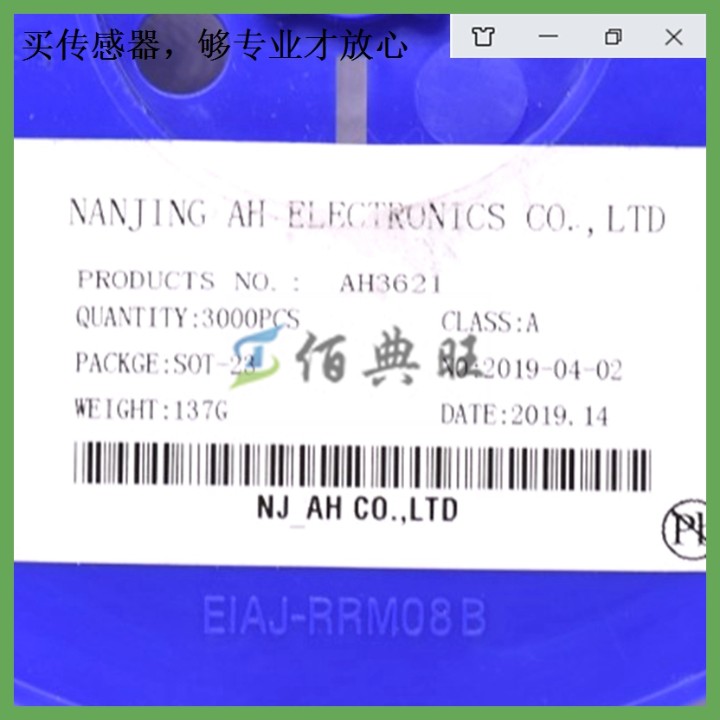 买传感器，够专业才放心
NANJING AH ELECTRONICS CO.,LTD
PRODUCTS NO.: AH3621
QUANTITY:3000PCS CLASS:A
PACKGE:SOT-23 NO:2019-04-02
佰典旺
WEIGHT:137G DATE:2019.14
NJ_AH CO.,LTD
Pb
EIAJ-RRM08B